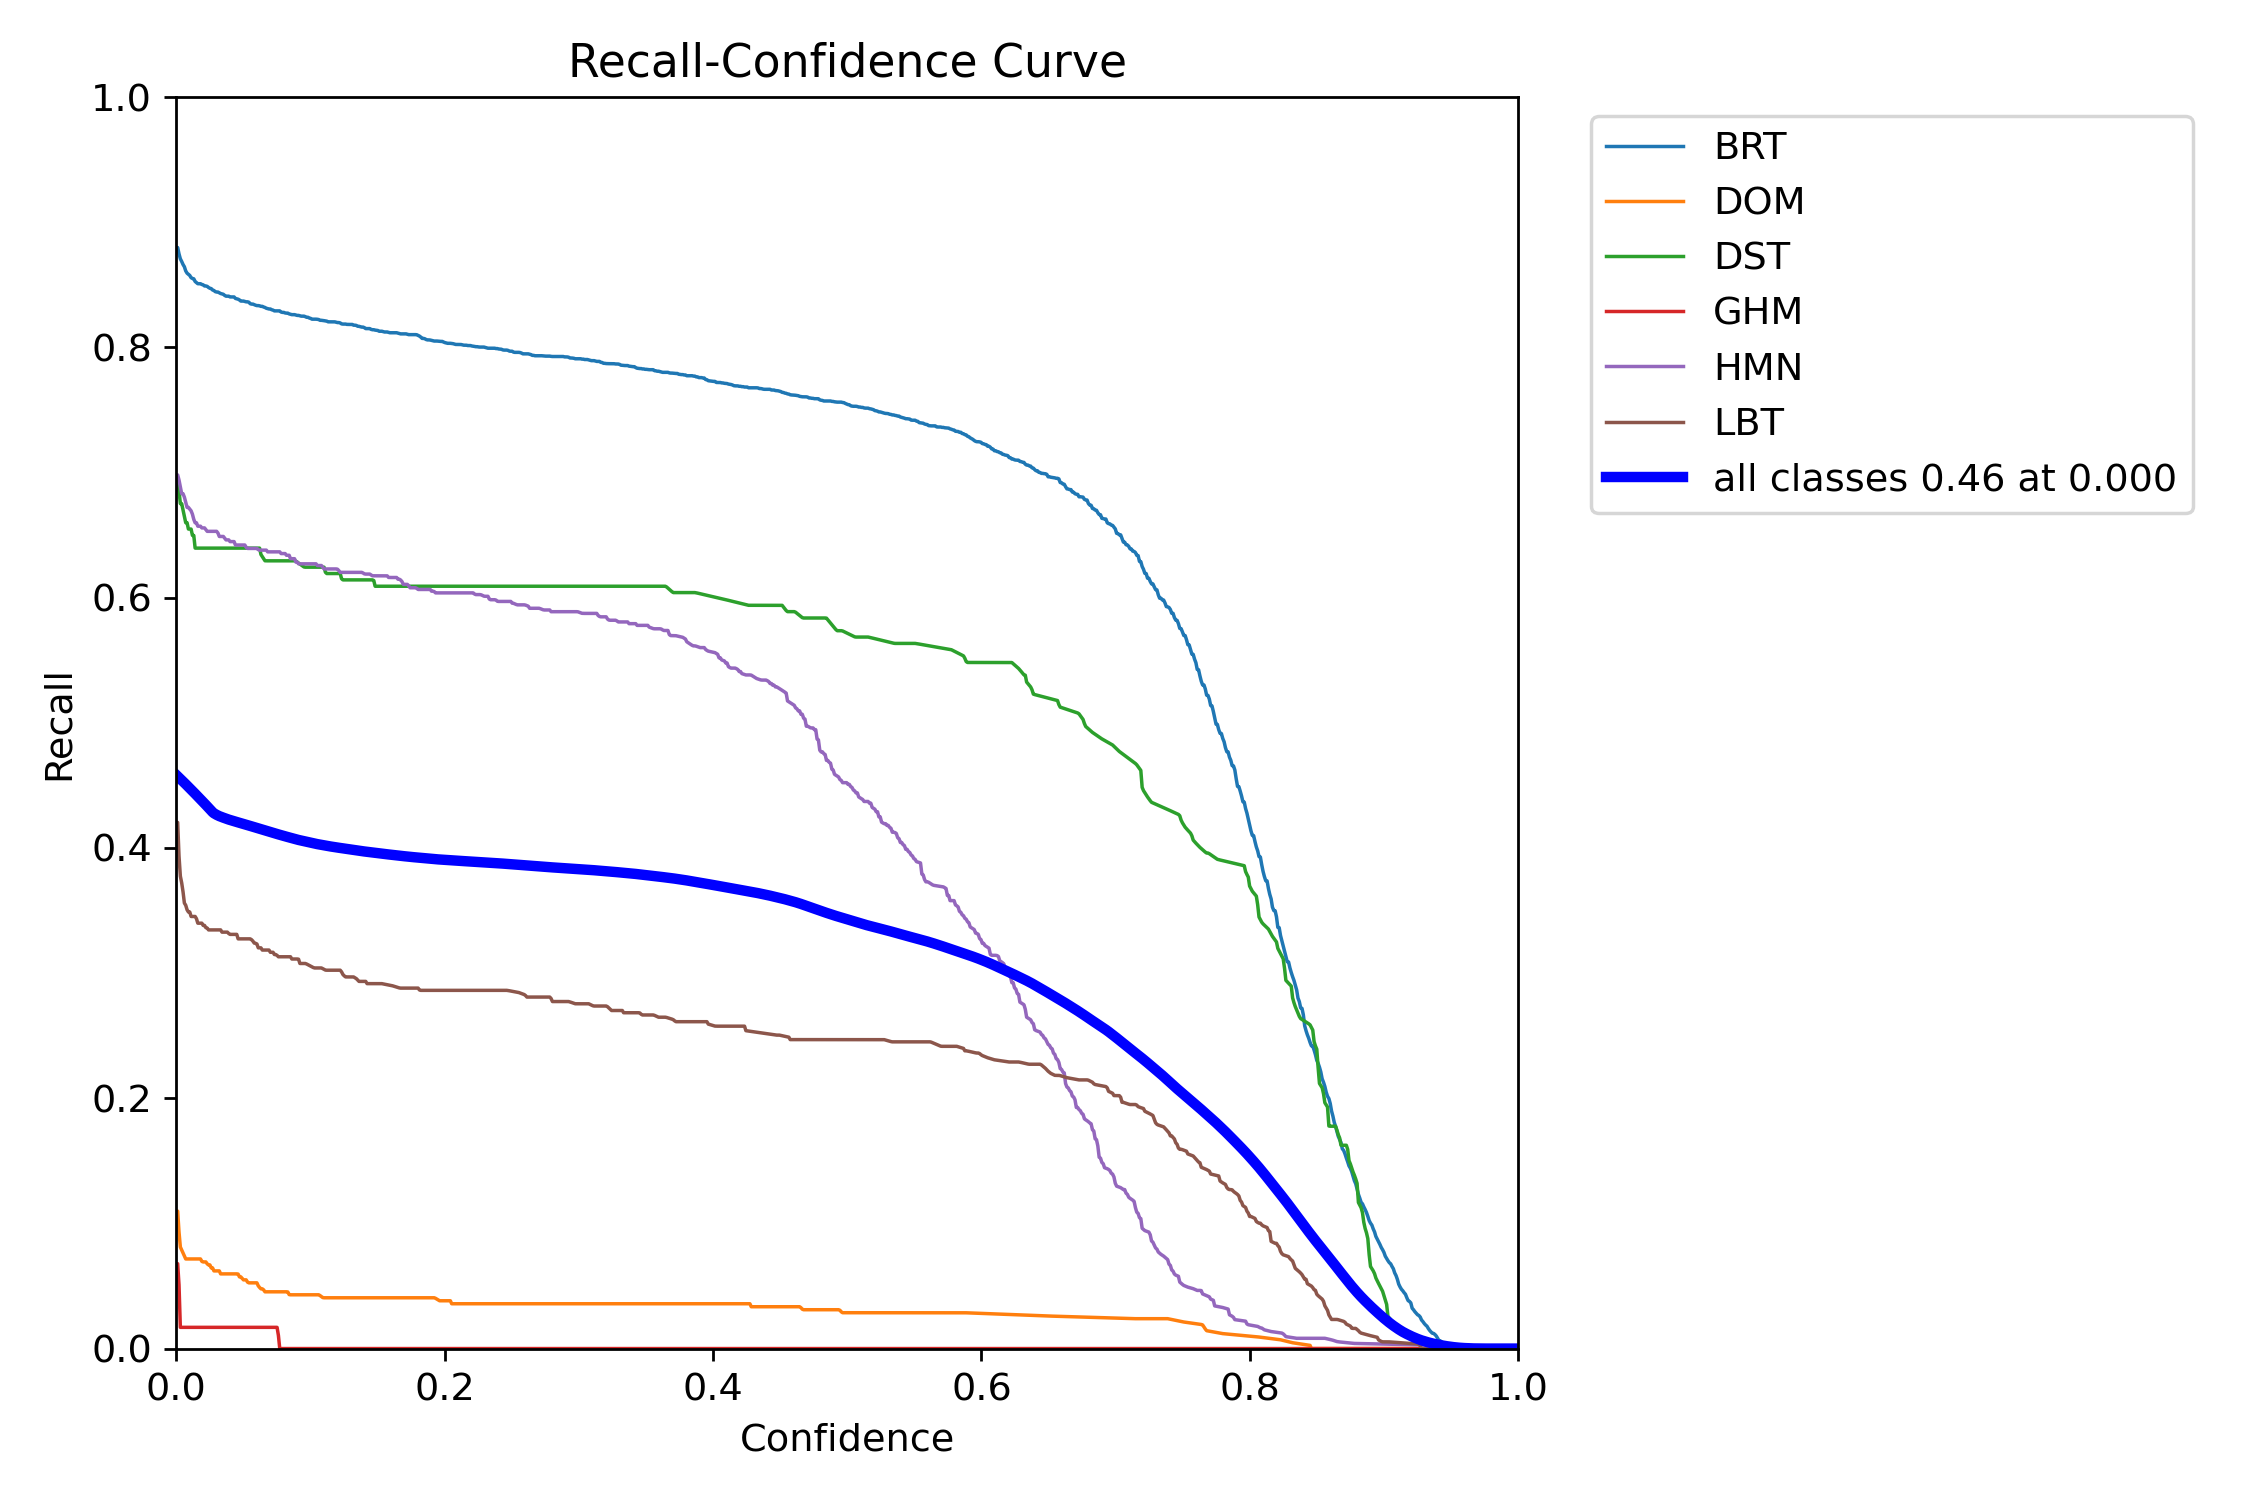 Recall-Confidence Curve
1.0
0.8
0.6
0.4
0.2
0.0
Recall
0.0 0.2 0.4 0.6 0.8 1.0
Confidence
BRT
DOM
DST
GHM
HMN
LBT
all classes 0.46 at 0.000